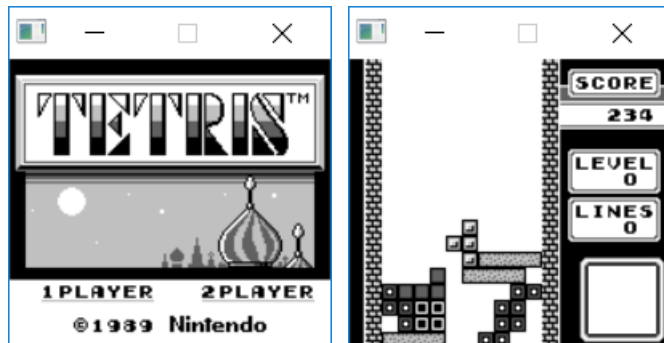 TETRIS™
1PLAYER 2PLAYER
©1989 Nintendo
SCORE
234
LEVEL
0
LINES
0